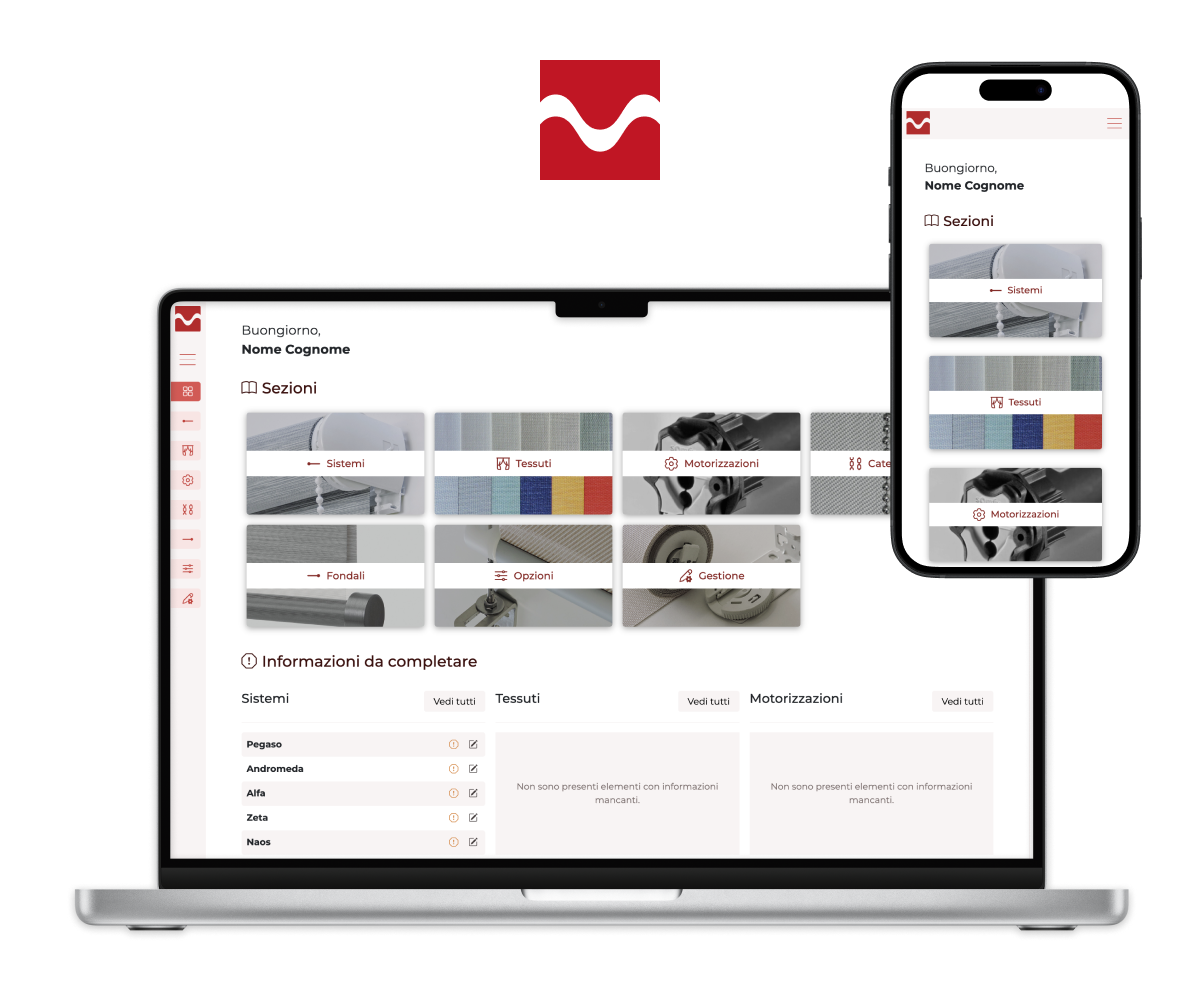 Buongiorno,
Nome Cognome
Sezioni
Sistemi
Tessuti
Motorizzazioni
Buongiorno,
Nome Cognome
Sezioni
Sistemi
Tessuti
Motorizzazioni
Cate
Fondali
Opzioni
Gestione
Informazioni da completare
Sistemi
Vedi tutti
Pegaso
Andromeda
Alfa
Zeta
Naos
Tessuti
Vedi tutti
Non sono presenti elementi con informazioni
mancanti.
Motorizzazioni
Vedi tutti
Non sono presenti elementi con informazioni
mancanti.